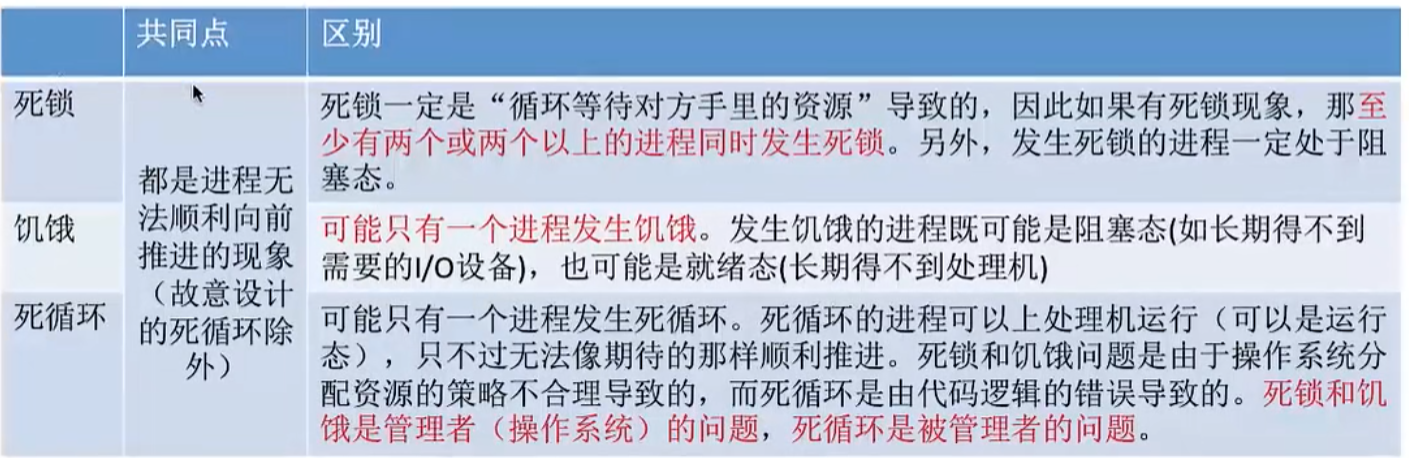 共同点
区别
死锁
死锁一定是“循环等待对方手里的资源”导致的，因此如果有死锁现象，那至
少有两个或两个以上的进程同时发生死锁。另外，发生死锁的进程一定处于阻
塞态。
都是进程无
法顺利向前
推进的现象
（故意设计
的死循环除
外）
饥饿
可能只有一个进程发生饥饿。发生饥饿的进程既可能是阻塞态(如长期得不到
需要的I/O设备)，也可能是就绪态(长期得不到处理机)
死循环
可能只有一个进程发生死循环。死循环的进程可以上处理机运行（可以是运行
态），只不过无法像期待的那样顺利推进。死锁和饥饿问题是由于操作系统分
配资源的策略不合理导致的，而死循环是由代码逻辑的错误导致的。死锁和饥
饿是管理者（操作系统）的问题，死循环是被管理者的问题。